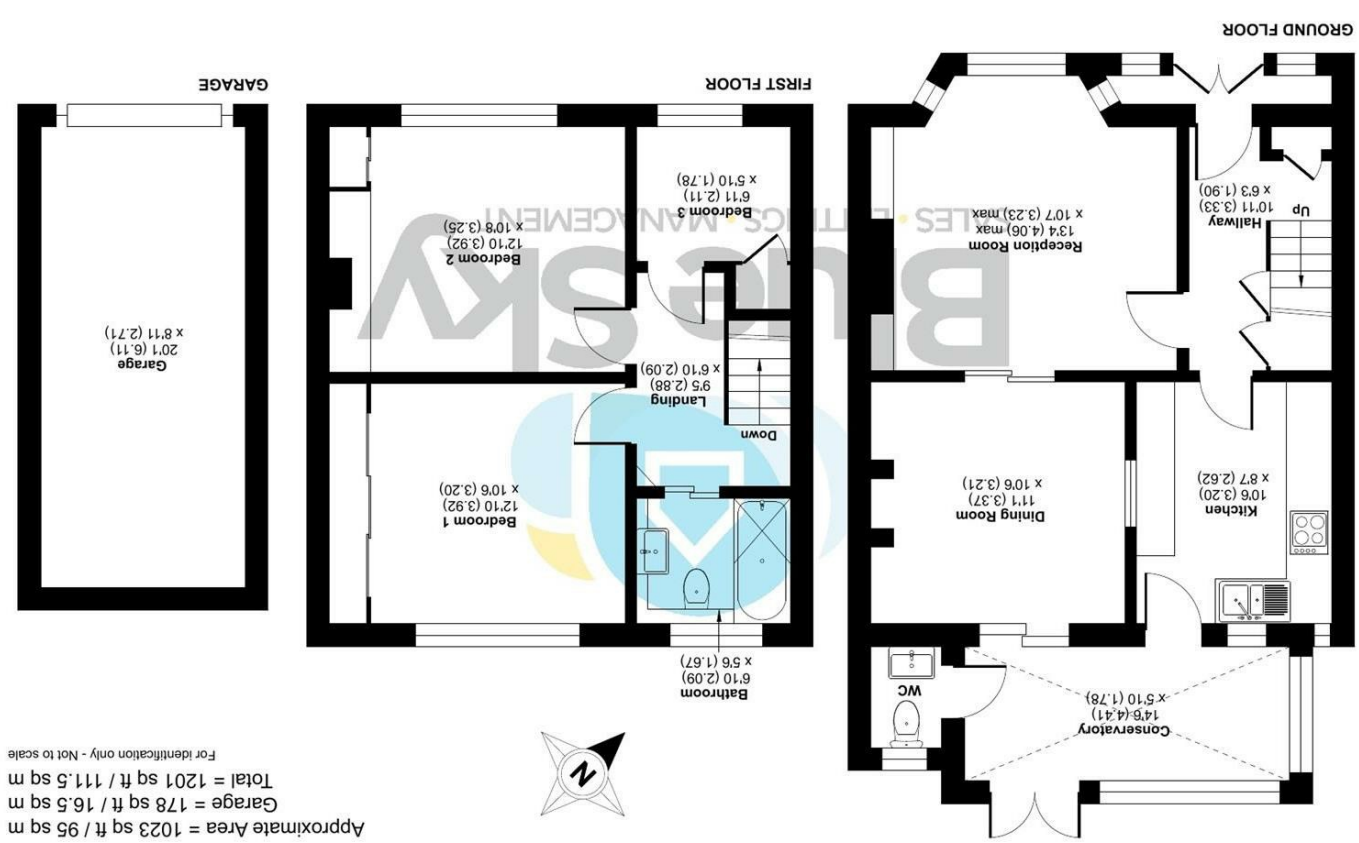 Approximate Area = 1023 sq ft / 95 sq m
Garage = 178 sq ft / 16.5 sq m
Total = 1201 sq ft / 111.5 sq m
For identification only - Not to scale
N
Conservatory
14'6 (4.41)
x 5'10 (1.78)
WC
Kitchen
10'6 (3.20)
x 8'7 (2.62)
Dining Room
11'1 (3.37)
x 10'6 (3.21)
Hallway
10'11 (3.33)
x 6'3 (1.90)
Up
Reception Room
13'4 (4.06) max
x 10'7 (3.23) max
GROUND FLOOR
Bathroom
6'10 (2.09)
x 5'6 (1.67)
Bedroom 1
12'10 (3.92)
x 10'6 (3.20)
Down
Landing
9'5 (2.88)
x 6'10 (2.09)
Bedroom 2
12'10 (3.92)
x 10'8 (3.25)
Bedroom 3
6'11 (2.11)
x 5'10 (1.78)
FIRST FLOOR
Garage
20'1 (6.11)
x 8'11 (2.71)
GARAGE
Blue Sky
SALES • LETTINGS • MANAGEMENT